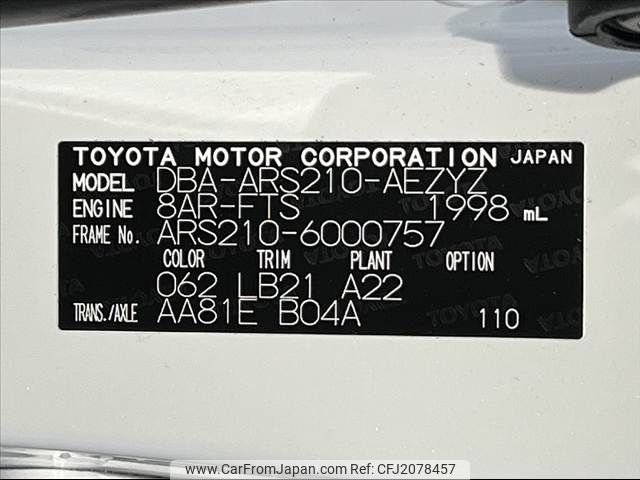 TOYOTA MOTOR CORPORATION JAPAN
MODEL DBA-ARS210-AEZYZ
ENGINE 8AR-FTS 1998 mL
FRAME No. ARS210-6000757
COLOR TRIM PLANT OPTION
062 LB21 A22
TRANS./AXLE AA81E B04A 110
www.CarFromJapan.com - CFJ2078457